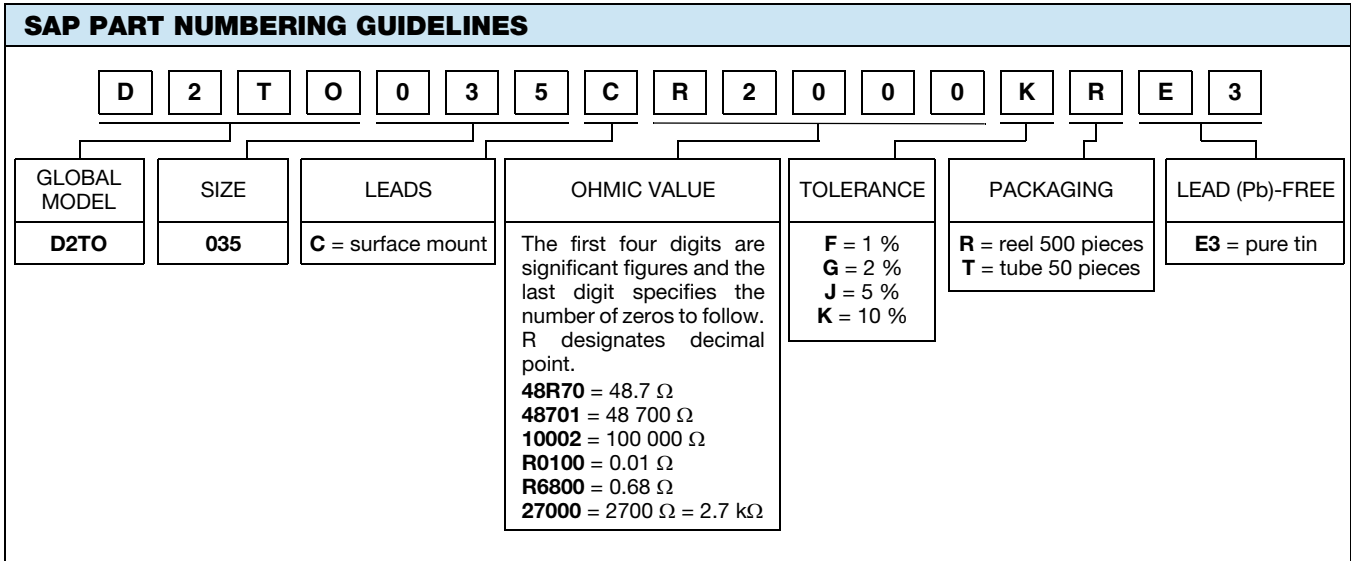 SAP PART NUMBERING GUIDELINES
D 2 T O 0 3 5 C R 2 0 0 0 K R E 3
GLOBAL
MODEL
D2TO
SIZE
035
LEADS
C = surface mount
OHMIC VALUE
The first four digits are
significant figures and the
last digit specifies the
number of zeros to follow.
R designates decimal
point.
48R70 = 48.7 Ω
48701 = 48 700 Ω
10002 = 100 000 Ω
R0100 = 0.01 Ω
R6800 = 0.68 Ω
27000 = 2700 Ω = 2.7 kΩ
TOLERANCE
F = 1 %
G = 2 %
J = 5 %
K = 10 %
PACKAGING
R = reel 500 pieces
T = tube 50 pieces
LEAD (Pb)-FREE
E3 = pure tin